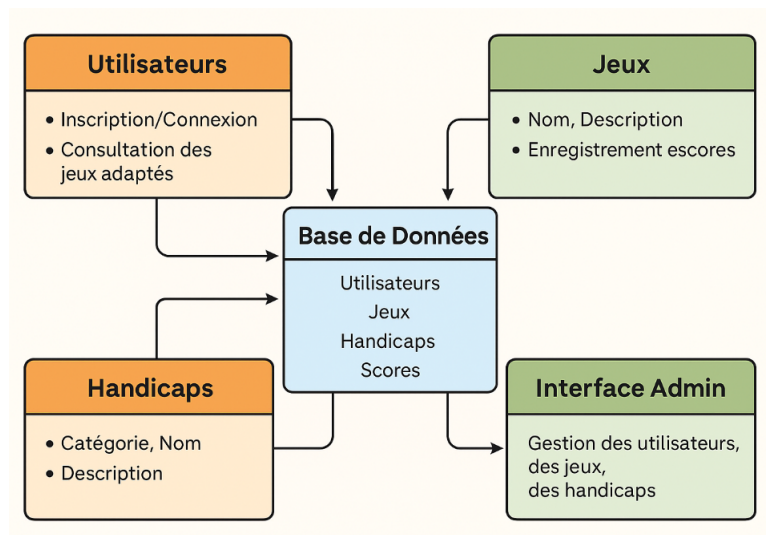 Utilisateurs
• Inscription/Connexion
• Consultation des
jeux adaptés
Jeux
• Nom, Description
• Enregistrement escores
Base de Données
Utilisateurs
Jeux
Handicaps
Scores
Handicaps
• Catégorie, Nom
• Description
Interface Admin
Gestion des utilisateurs,
des jeux,
des handicaps